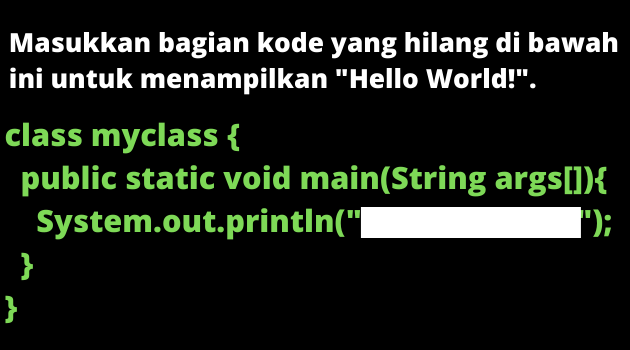 Masukkan bagian kode yang hilang di bawah
ini untuk menampilkan "Hello World!".
class myclass {
public static void main(String args[]){
System.out.println(" ");
}
}